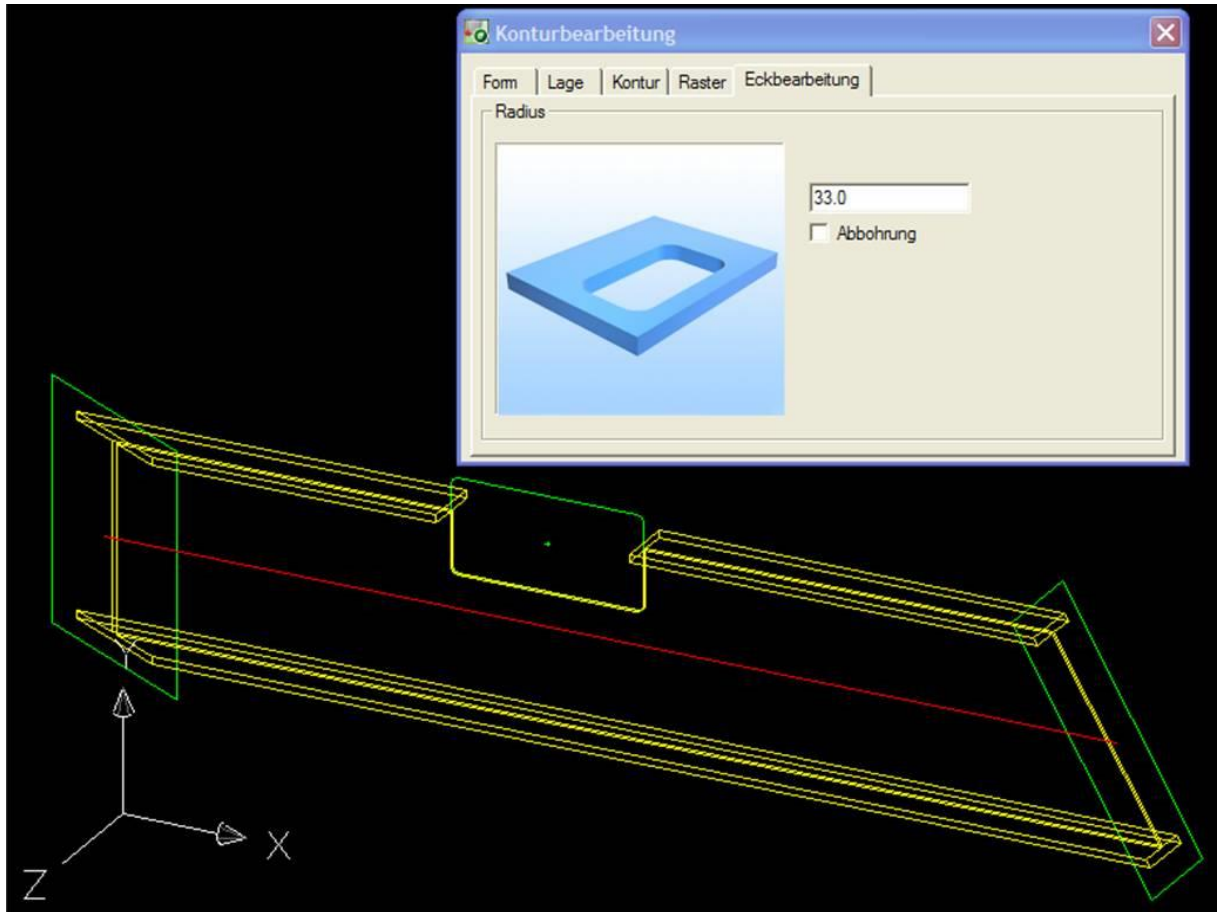 Konturbearbeitung
Form Lage Kontur Raster Eckbearbeitung
Radius
33.0
Abbohrung
Y
X
Z